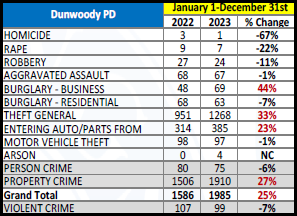 Dunwoody PD January 1-December 31st
2022 2023 % Change
HOMICIDE 3 1 -67%
RAPE 9 7 -22%
ROBBERY 27 24 -11%
AGGRAVATED ASSAULT 68 67 -1%
BURGLARY - BUSINESS 48 69 44%
BURGLARY - RESIDENTIAL 68 63 -7%
THEFT GENERAL 951 1268 33%
ENTERING AUTO/PARTS FROM 314 385 23%
MOTOR VEHICLE THEFT 98 97 -1%
ARSON 0 4 NC
PERSON CRIME 80 75 -6%
PROPERTY CRIME 1506 1910 27%
Grand Total 1586 1985 25%
VIOLENT CRIME 107 99 -7%